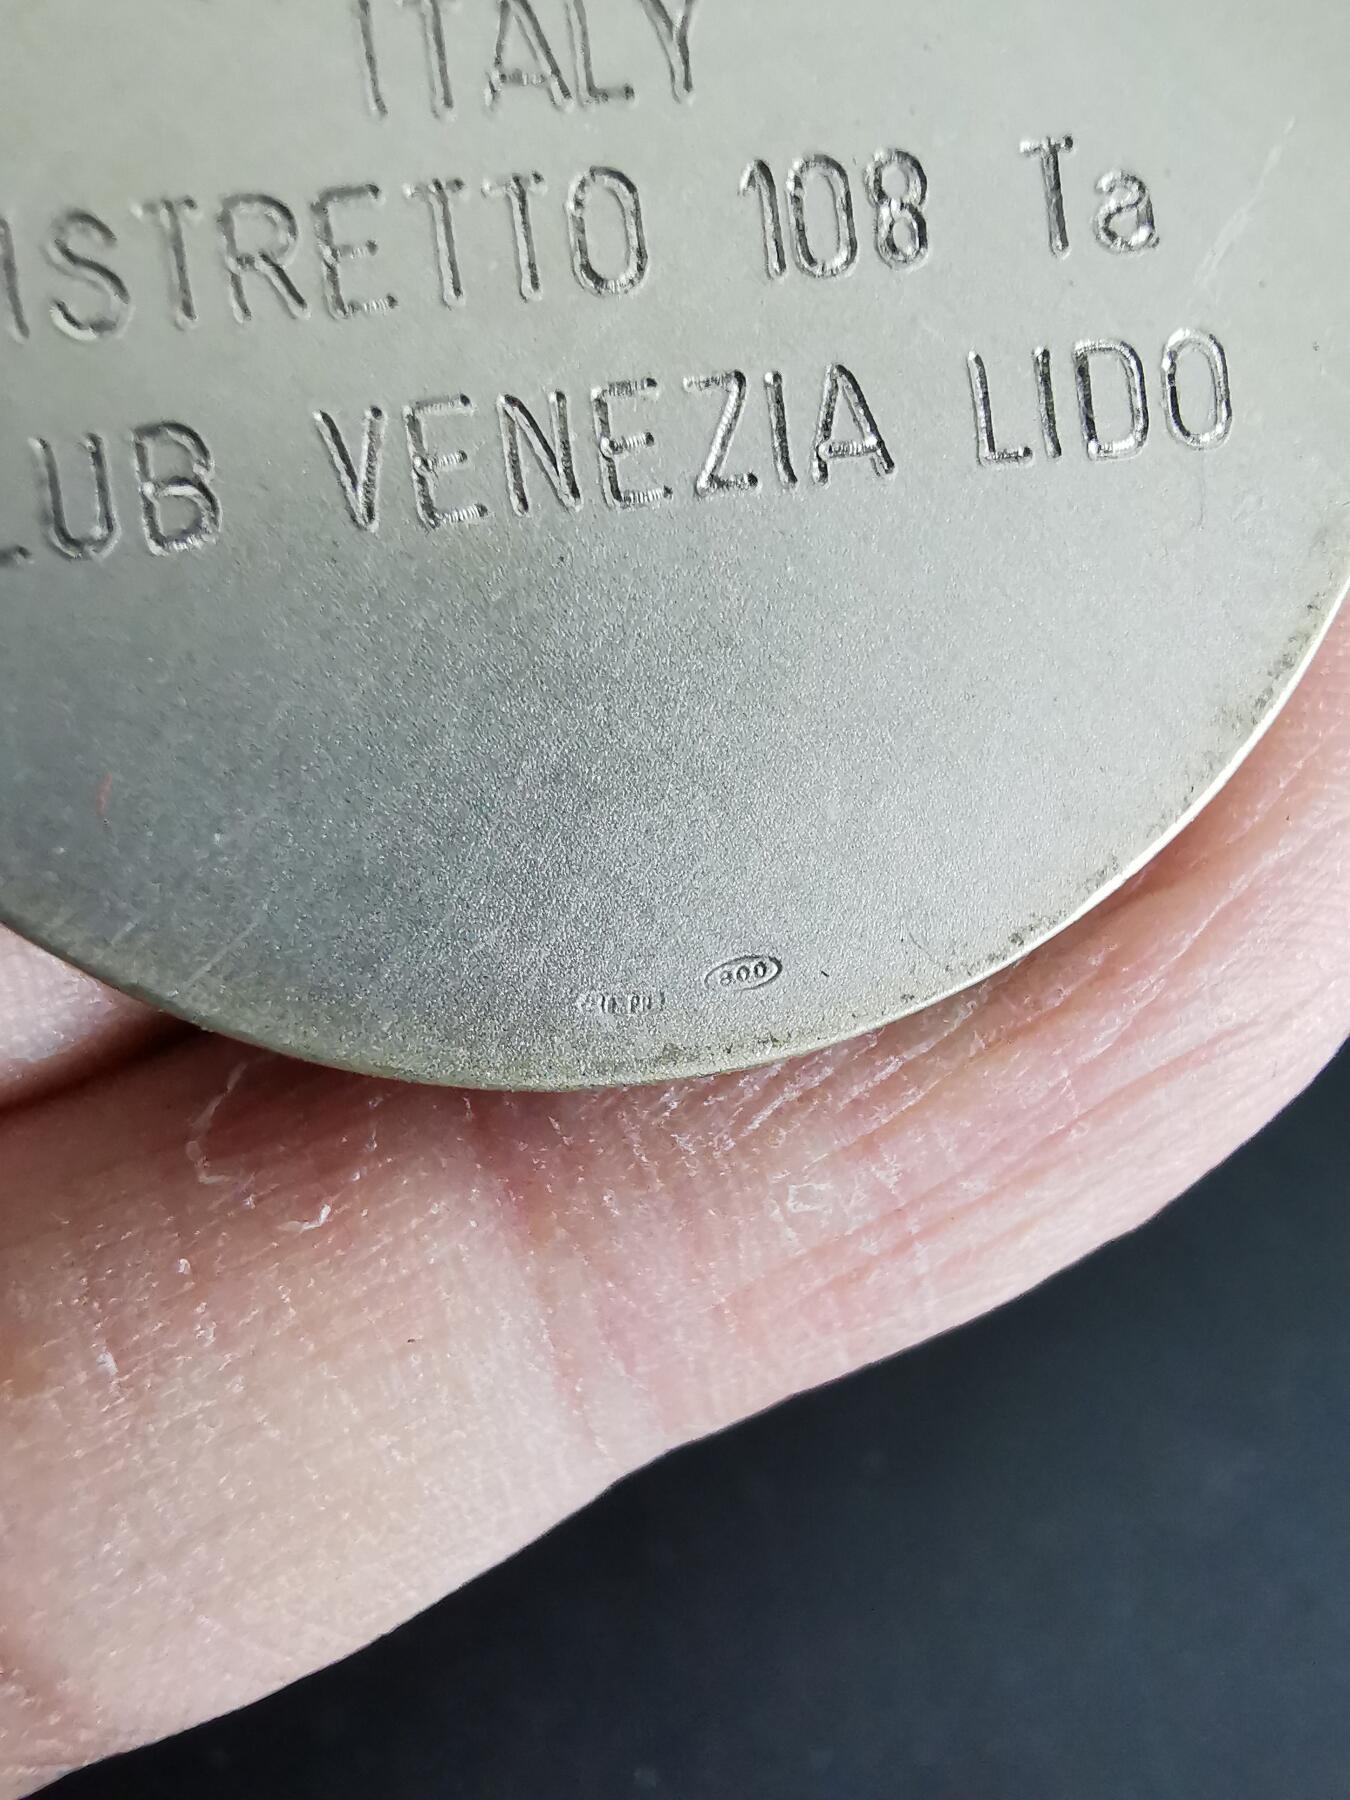 ITALY
ISTRETTO 108 Ta
LUB VENEZIA LIDO
800